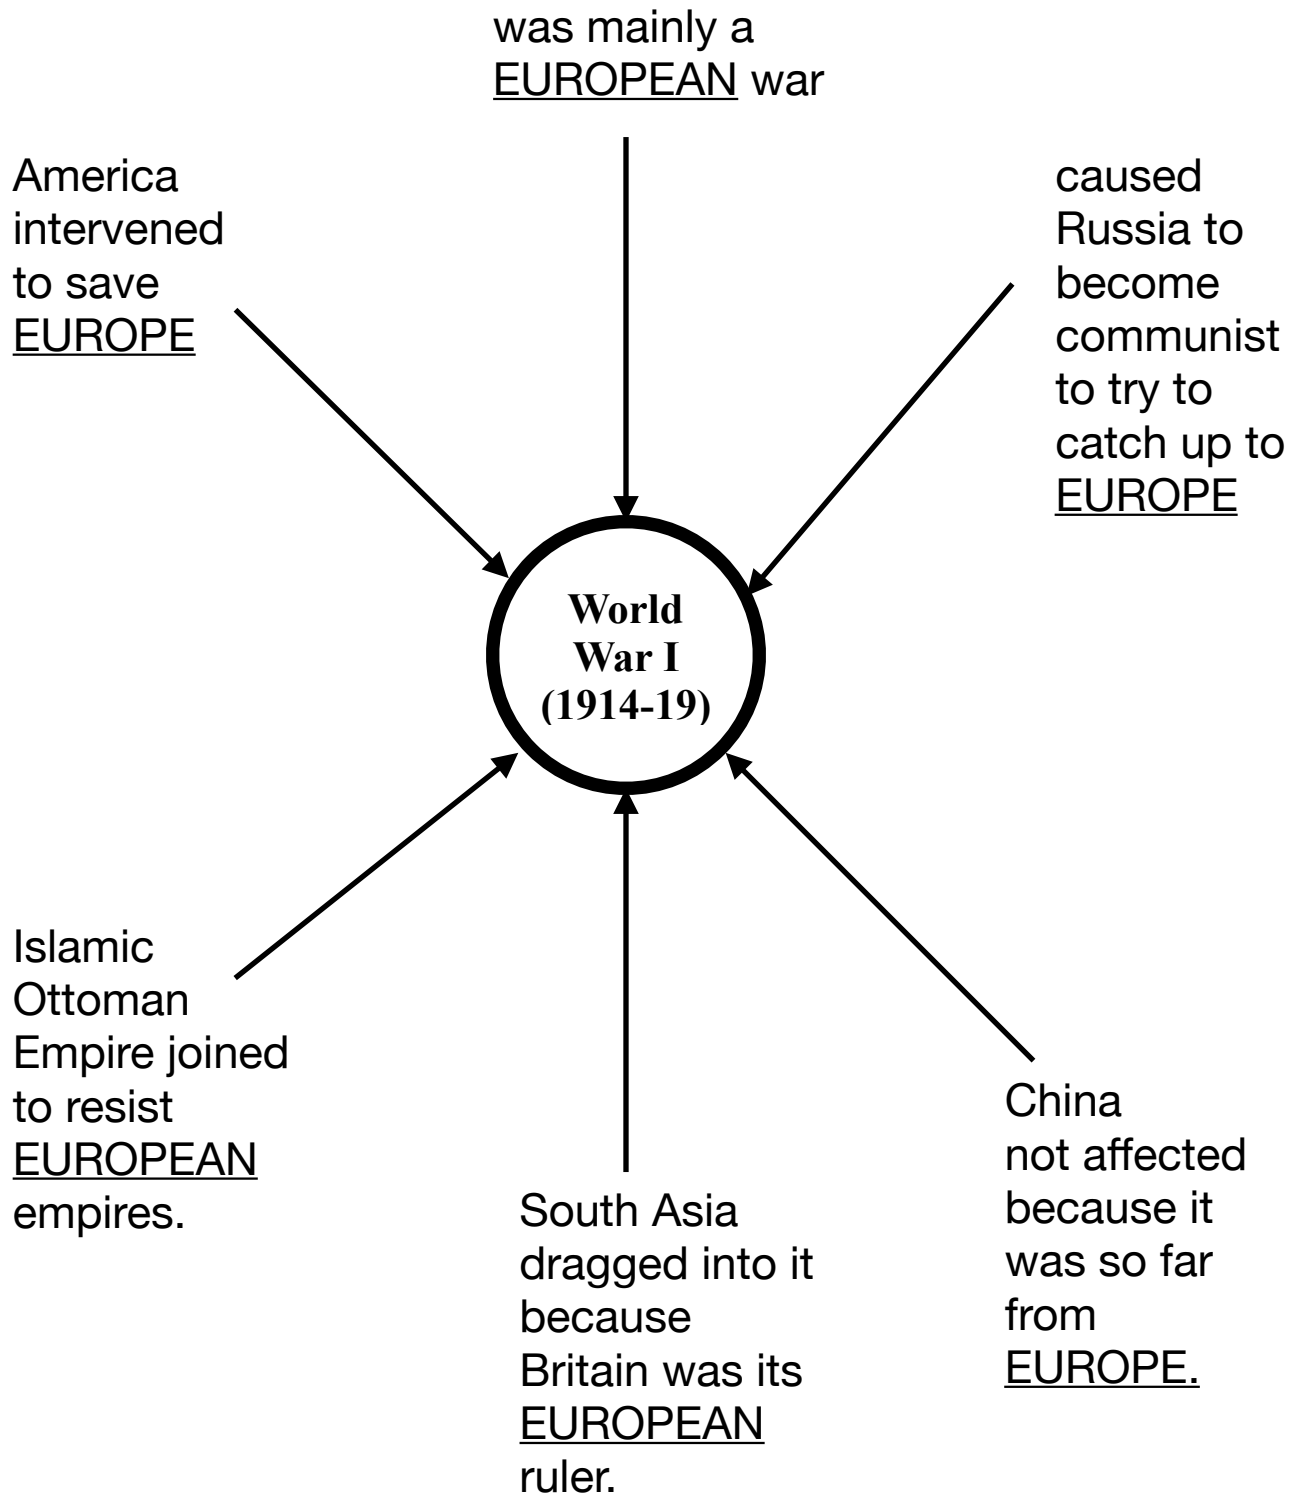 was mainly a
EUROPEAN war
America
intervened
to save
EUROPE
caused
Russia to
become
communist
to try to
catch up to
EUROPE
World
War I
(1914-19)
Islamic
Ottoman
Empire joined
to resist
EUROPEAN
empires.
South Asia
dragged into it
because
Britain was its
EUROPEAN
ruler.
China
not affected
because it
was so far
from
EUROPE.